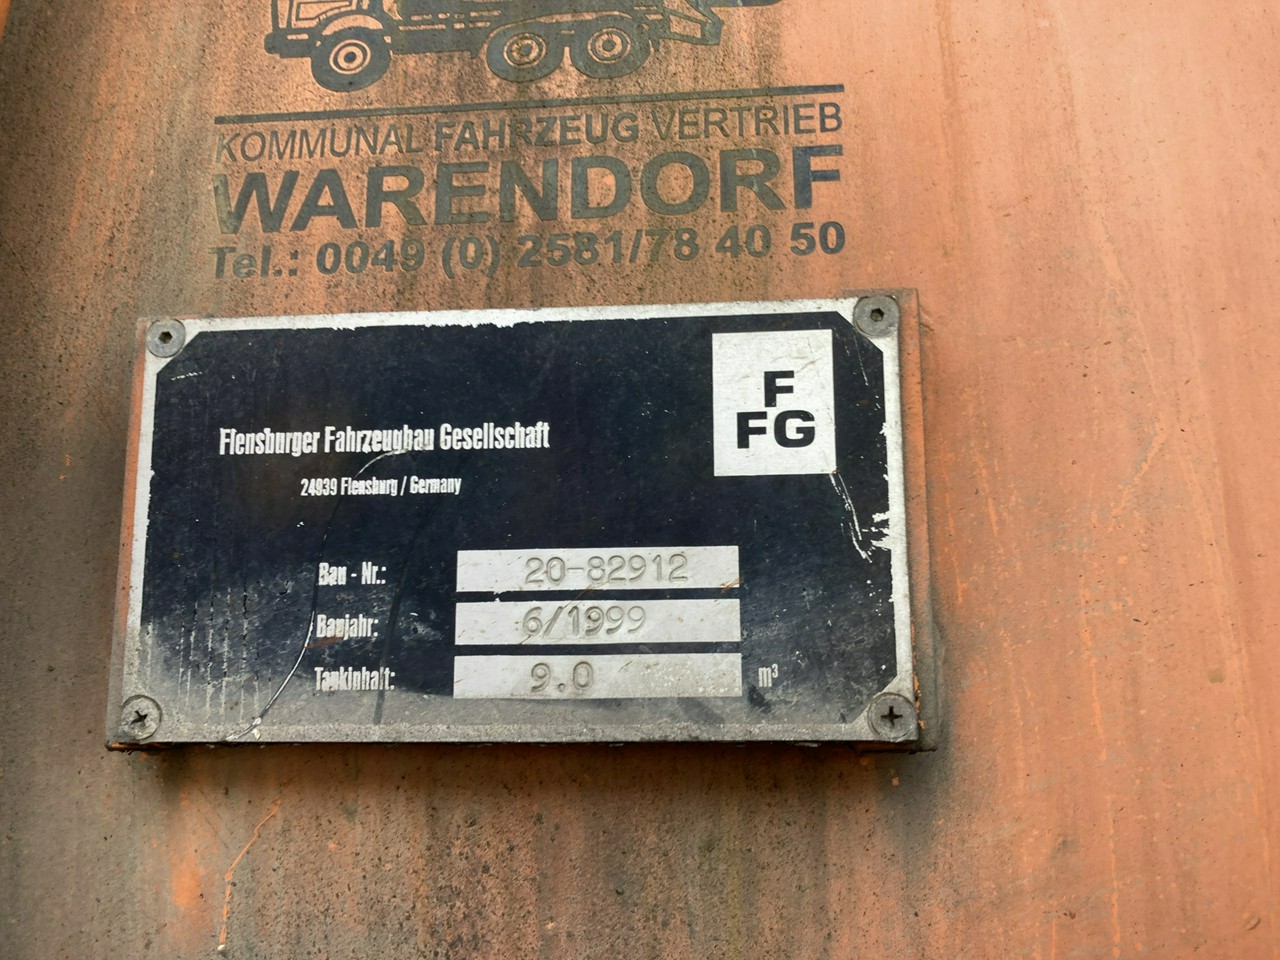 KOMMUNAL FAHRZEUG VERTRIEB
WARENDORF
Tel.: 0049 (0) 2581/78 40 50
F
FFG
Flensburger Fahrzeugbau Gesellschaft
24939 Flensburg / Germany
Bau - Nr.: 20-82912
Baujahr: 6/1999
Tankinhalt: 9.0 m³